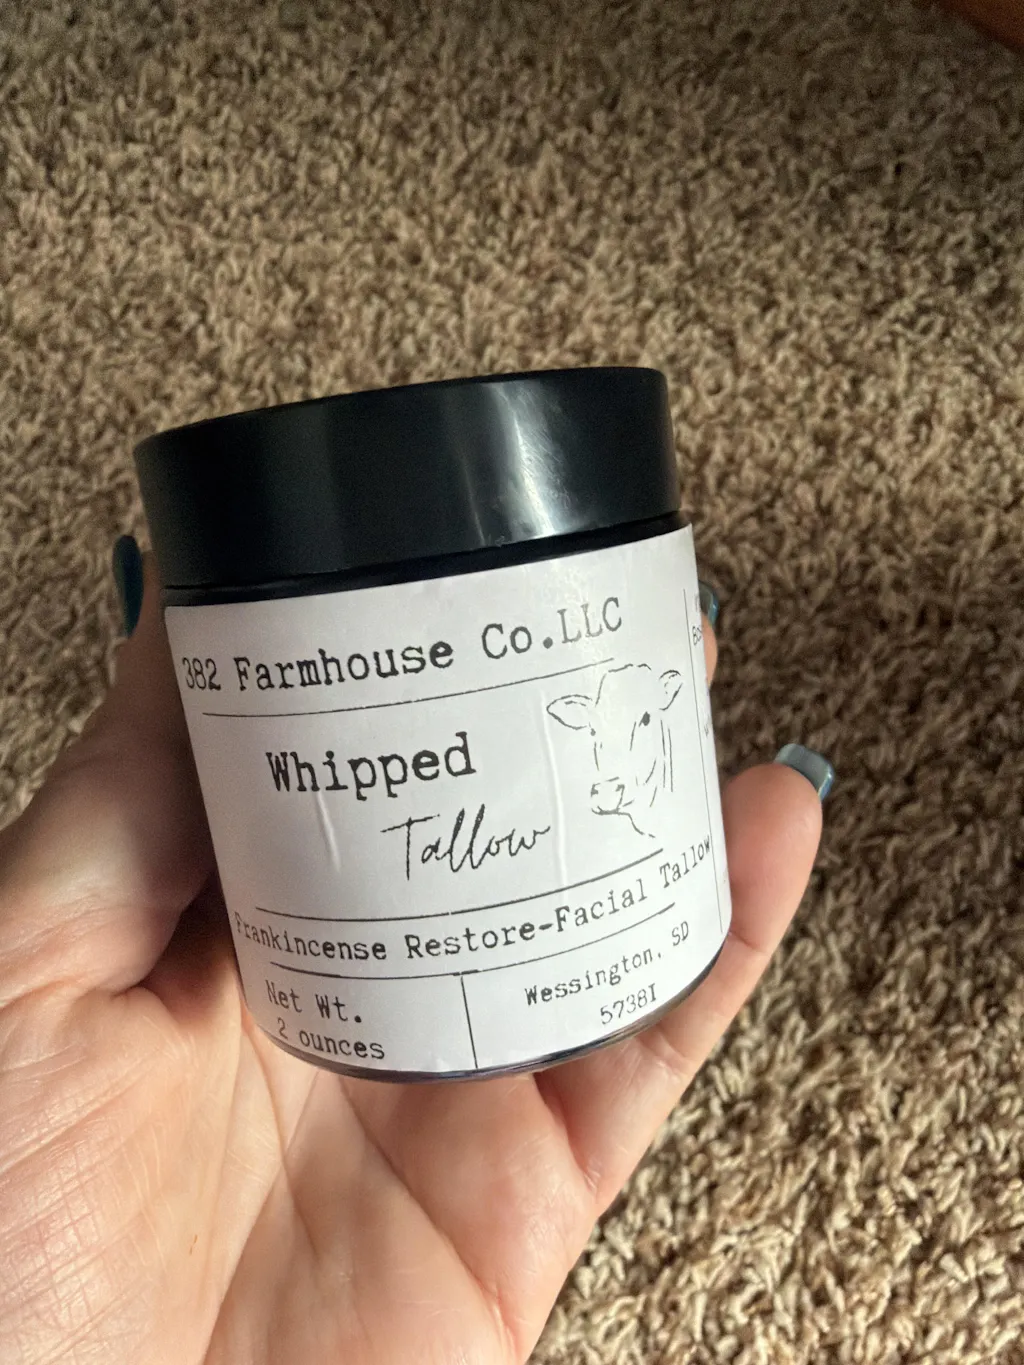 382 Farmhouse Co.LLC
Whipped
Tallow
Frankincense Restore-Facial Tallow
Net Wt.
2 ounces
Wessington, SD
57381